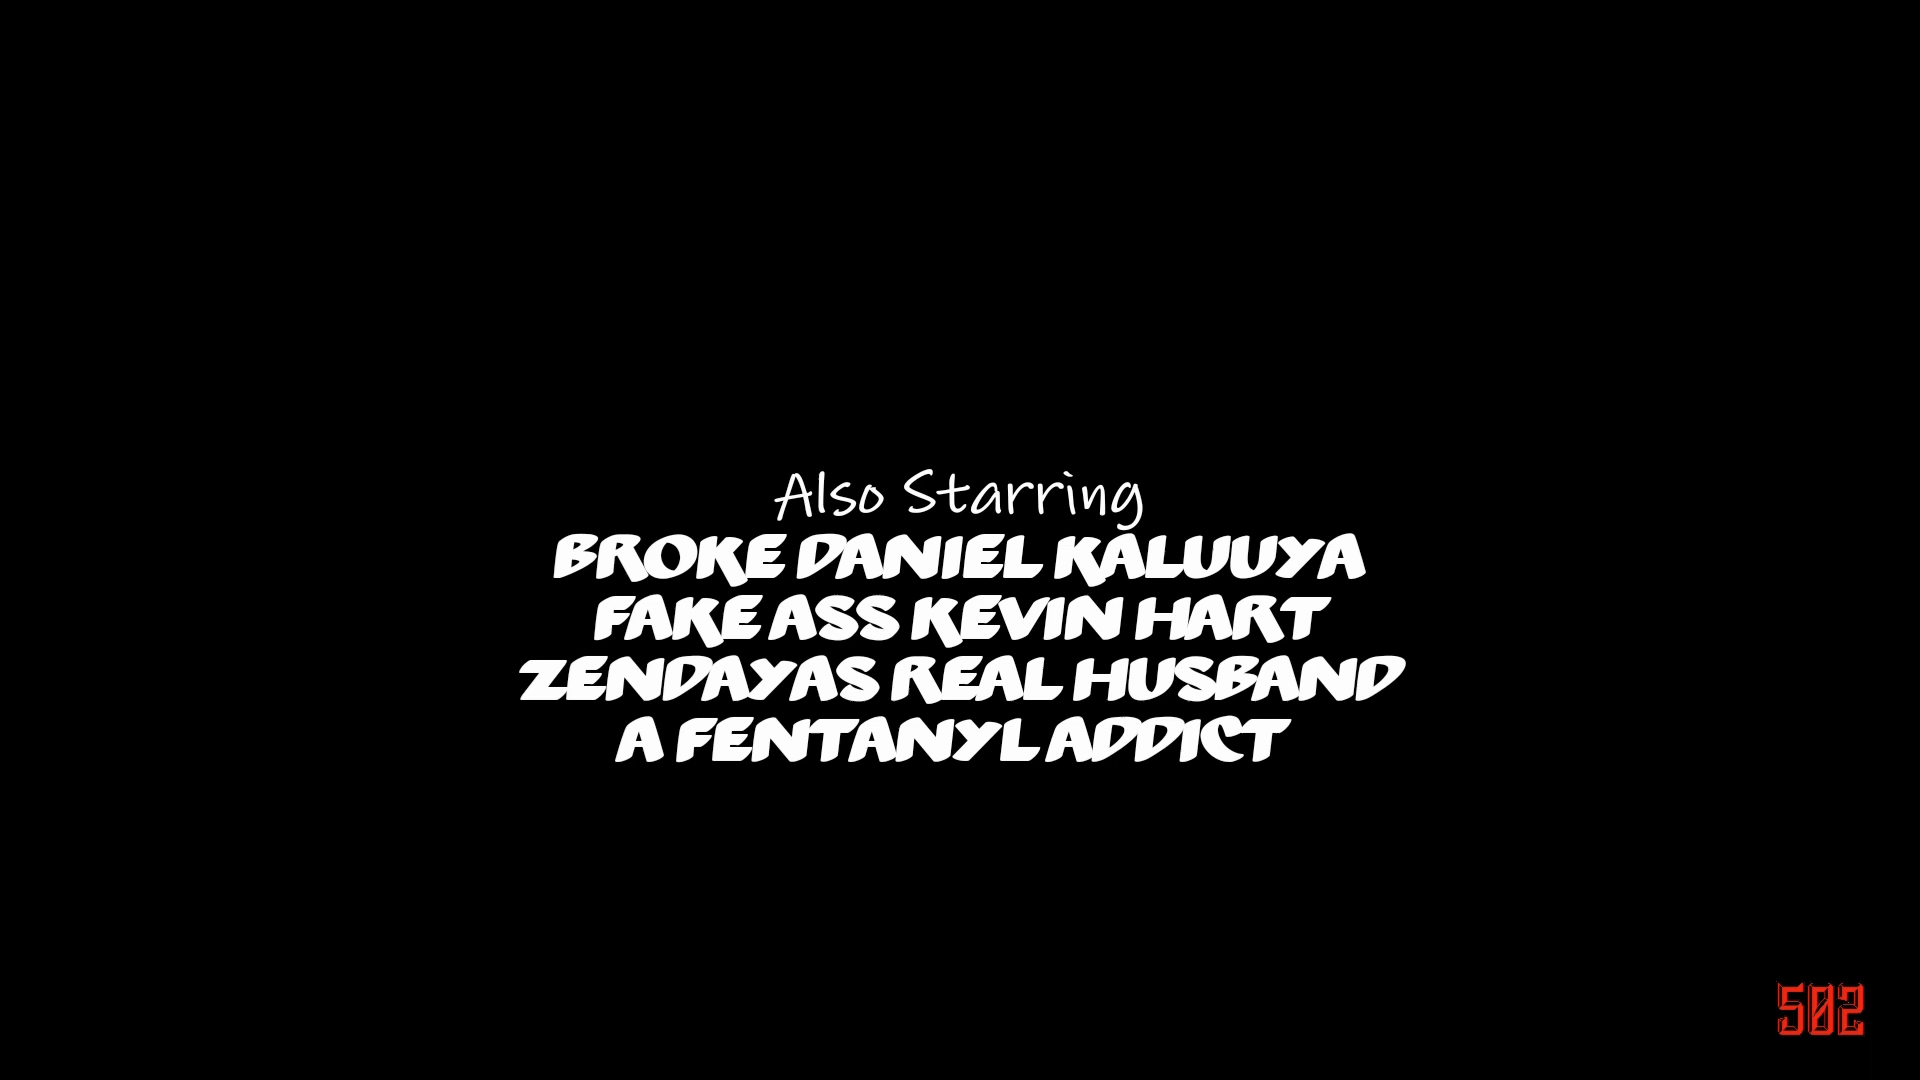 Also Starring
BROKE DANIEL KALUUYA
FAKE ASS KEVIN HART
ZENDAYAS REAL HUSBAND
A FENTANYL ADDICT
502